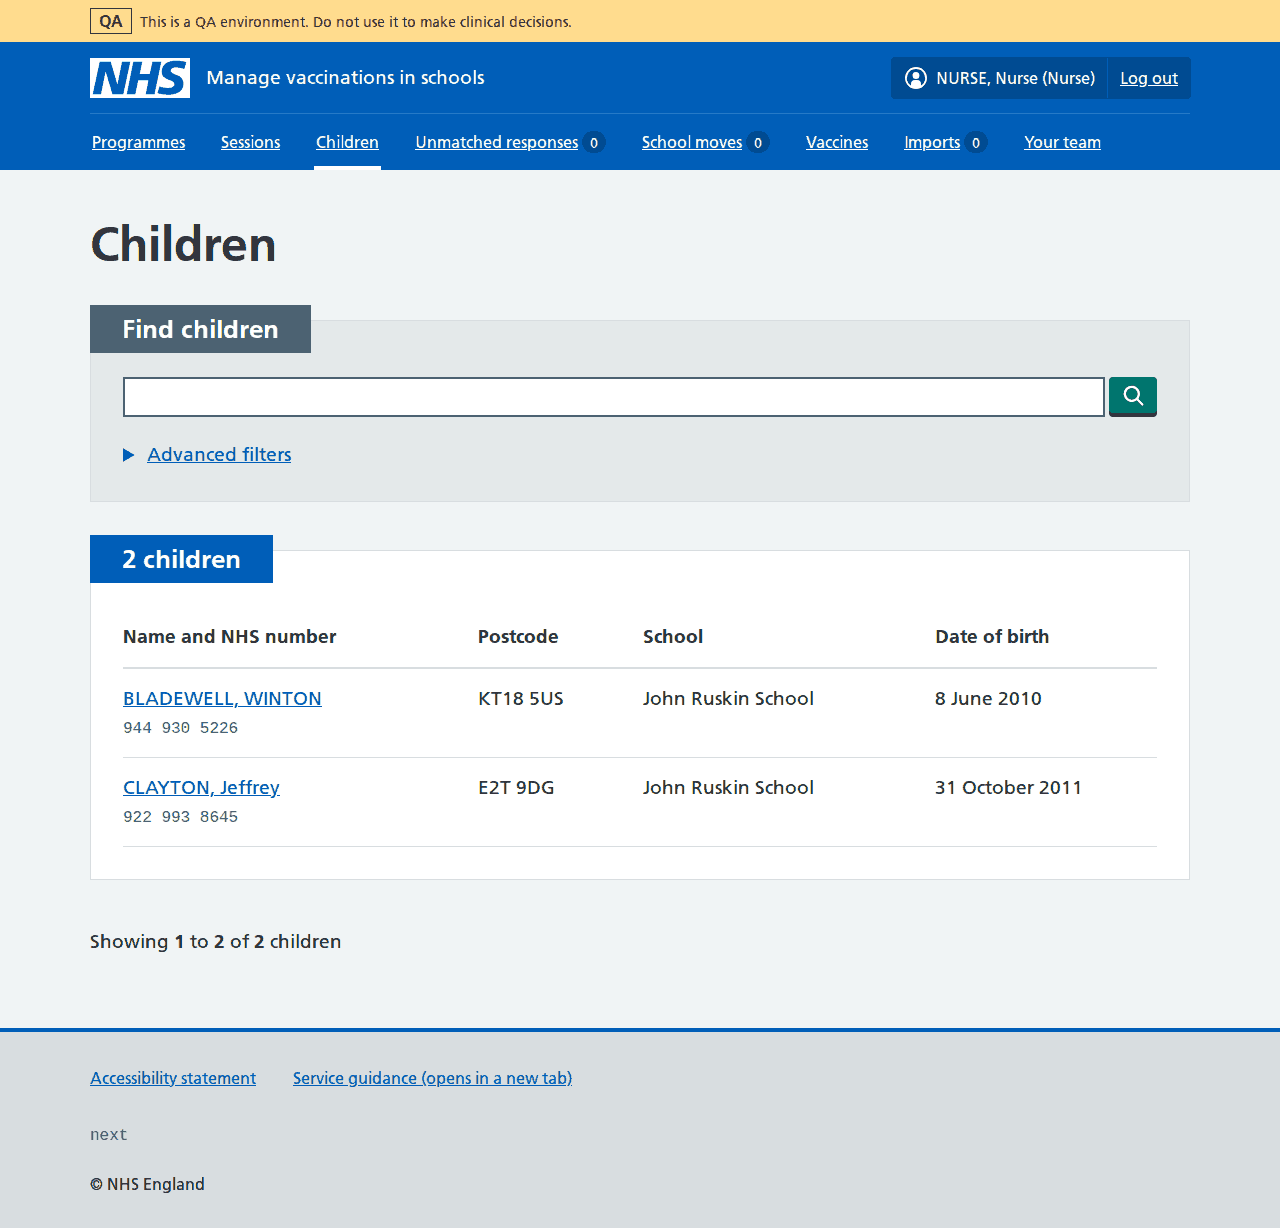 QA This is a QA environment. Do not use it to make clinical decisions.
NHS Manage vaccinations in schools NURSE, Nurse (Nurse) Log out
Programmes Sessions Children Unmatched responses 0 School moves 0 Vaccines Imports 0 Your team
Children
Find children
Advanced filters
2 children
Name and NHS number Postcode School Date of birth
BLADEWELL, WINTON KT18 5US John Ruskin School 8 June 2010
944 930 5226
CLAYTON, Jeffrey E2T 9DG John Ruskin School 31 October 2011
922 993 8645
Showing 1 to 2 of 2 children
Accessibility statement Service guidance (opens in a new tab)
next
© NHS England